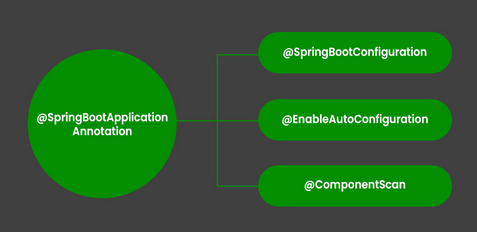 @SpringBootApplication
Annotation
@SpringBootConfiguration
@EnableAutoConfiguration
@ComponentScan